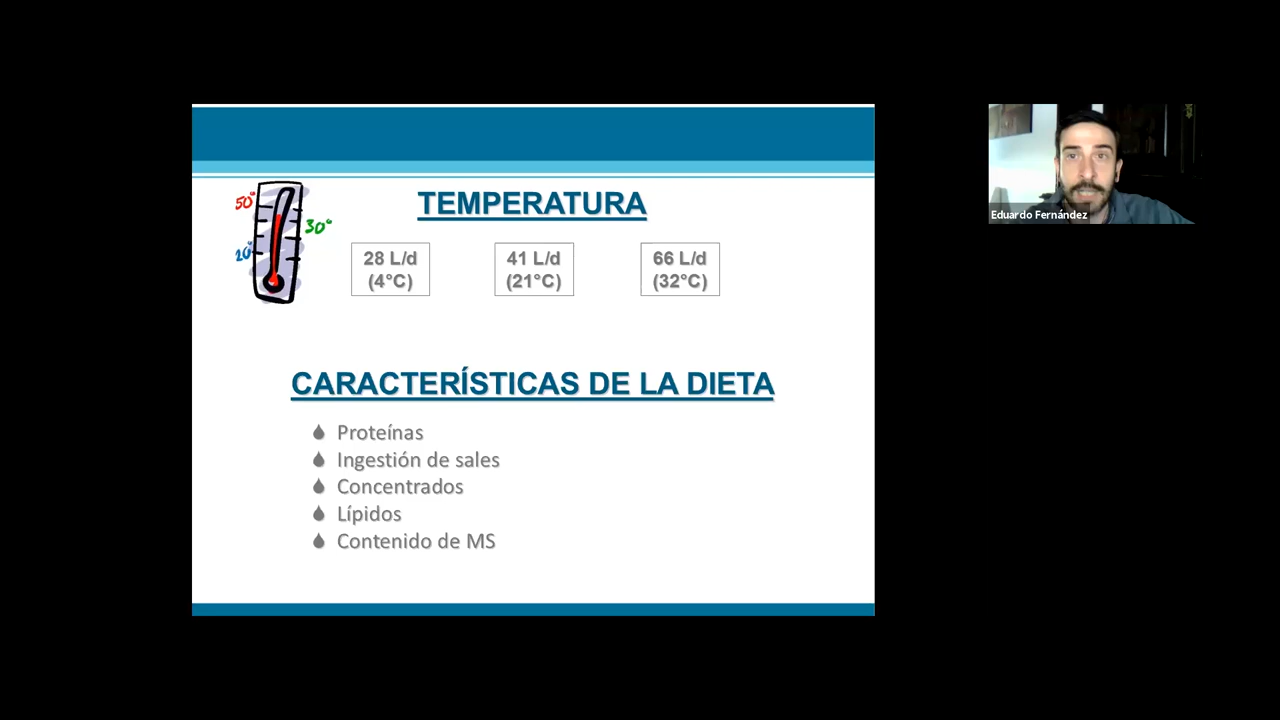 50°
30°
20°
TEMPERATURA
28 L/d
(4°C)
41 L/d
(21°C)
66 L/d
(32°C)
CARACTERÍSTICAS DE LA DIETA
Proteínas
Ingestión de sales
Concentrados
Lípidos
Contenido de MS
Eduardo Fernández